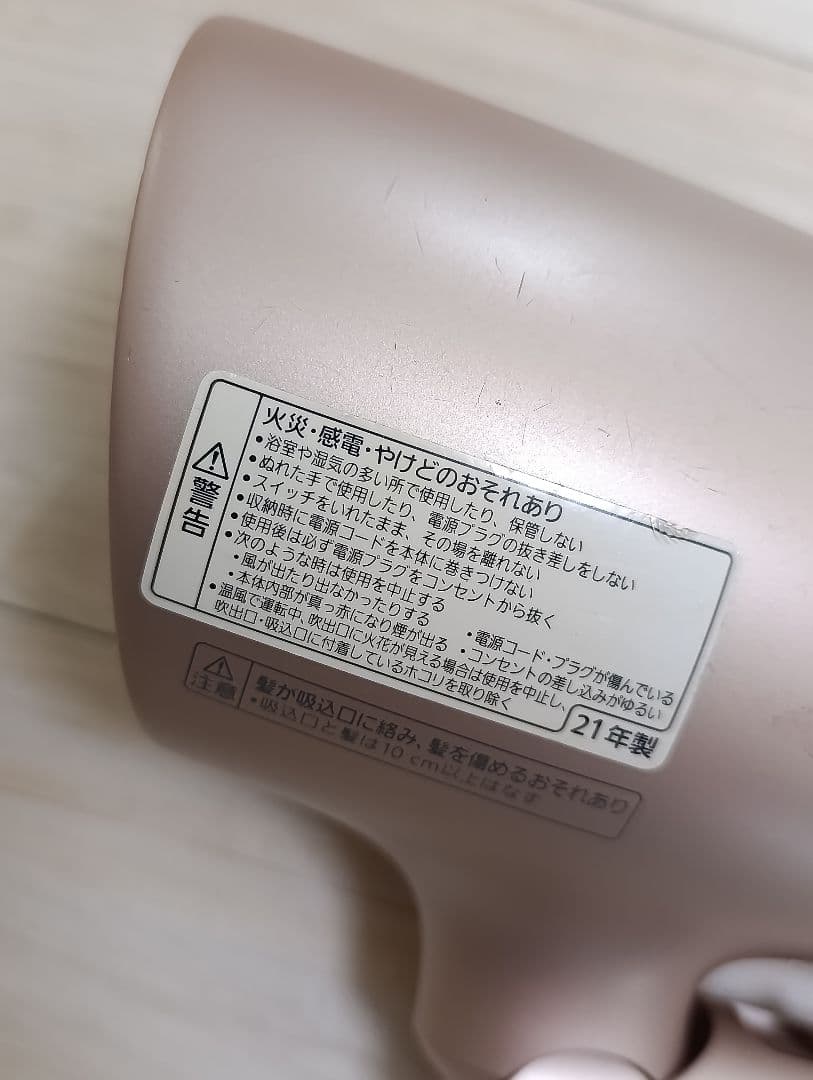 警告
火災・感電・やけどのおそれあり
•浴室や湿気の多い所で使用したり、保管しない
•ぬれた手で使用したり、電源プラグの抜き差しをしない
•スイッチをいれたまま、その場を離れない
•収納時に電源コードを本体に巻きつけない
•使用後は必ず電源プラグをコンセントから抜く
•次のような時は使用を中止する
•風が出たり出なかったりする
•電源コード・プラグが傷んでいる
•本体内部が真っ赤になり煙が出る
•コンセントの差し込みがゆるい
•温風で運転中、吹出口に火花が見える場合は使用を中止し、
吹出口・吸込口に付着しているホコリを取り除く
21年製
注意
髪が吸込口に絡み、髪を傷めるおそれあり
•吸込口と髪は10cm以上はなす